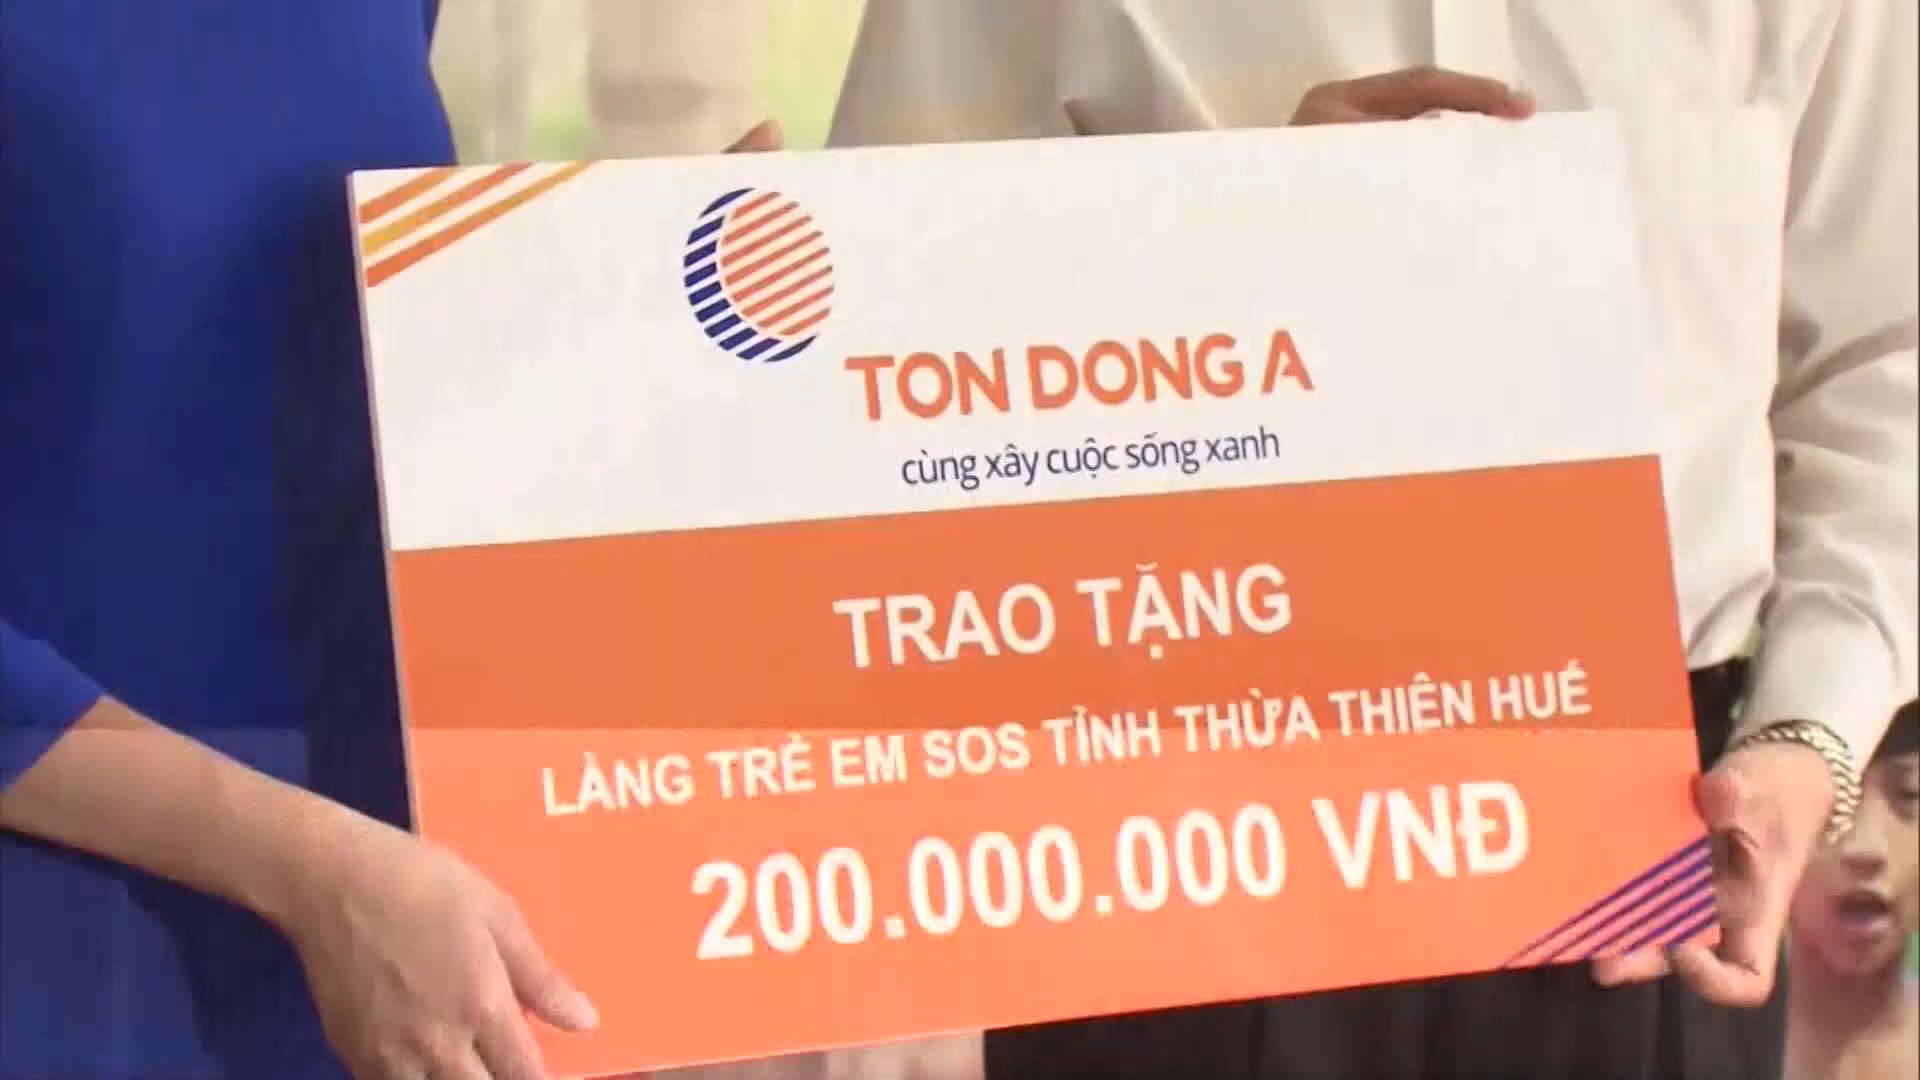 TON DONG A
cùng xây cuộc sống xanh
TRAO TẶNG
LÀNG TRẺ EM SOS TỈNH THỪA THIÊN HUẾ
200.000.000 VNĐ